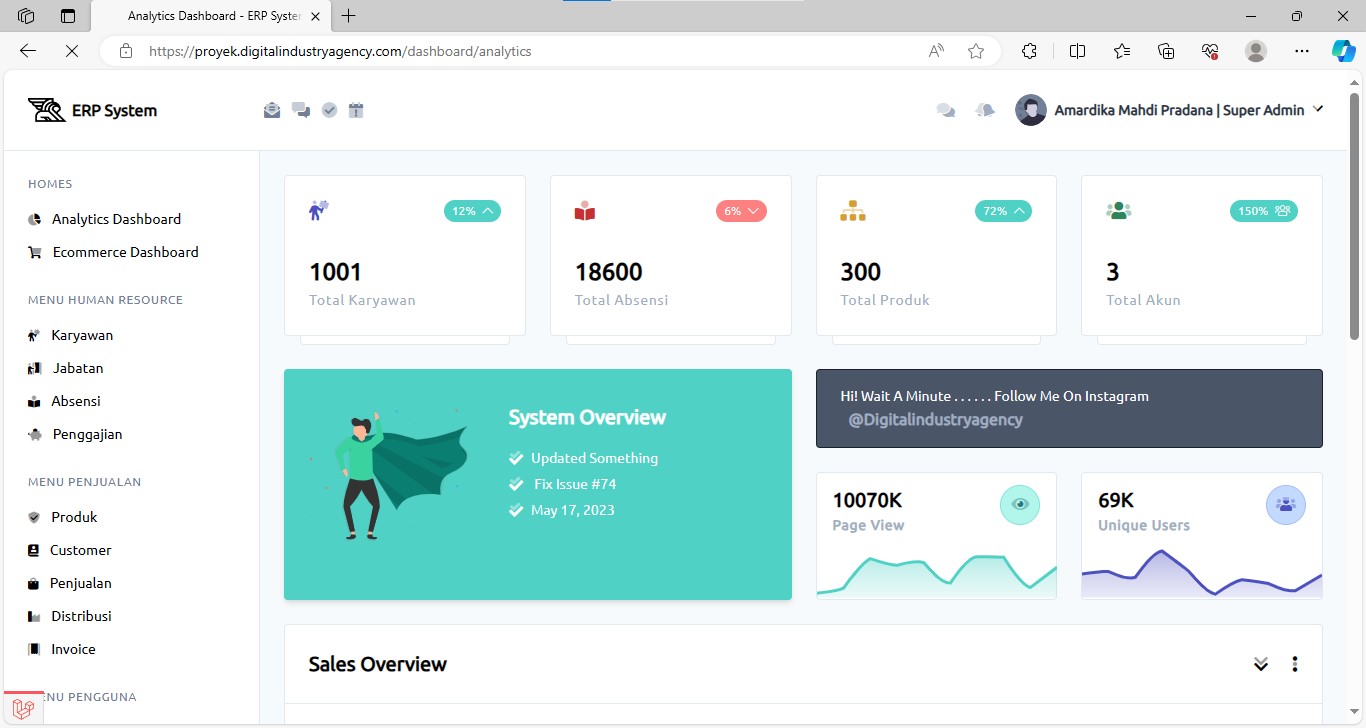 Analytics Dashboard - ERP System
https://proyek.digitalindustryagency.com/dashboard/analytics
ERP System
Amardika Mahdi Pradana | Super Admin
HOMES
Analytics Dashboard
Ecommerce Dashboard
MENU HUMAN RESOURCE
Karyawan
Jabatan
Absensi
Penggajian
MENU PENJUALAN
Produk
Customer
Penjualan
Distribusi
Invoice
ENU PENGGUNA
12%
1001
Total Karyawan
6%
18600
Total Absensi
72%
300
Total Produk
150%
3
Total Akun
System Overview
Updated Something
Fix Issue #74
May 17, 2023
Hi! Wait A Minute . . . . . . Follow Me On Instagram
@Digitalindustryagency
10070K
Page View
69K
Unique Users
Sales Overview